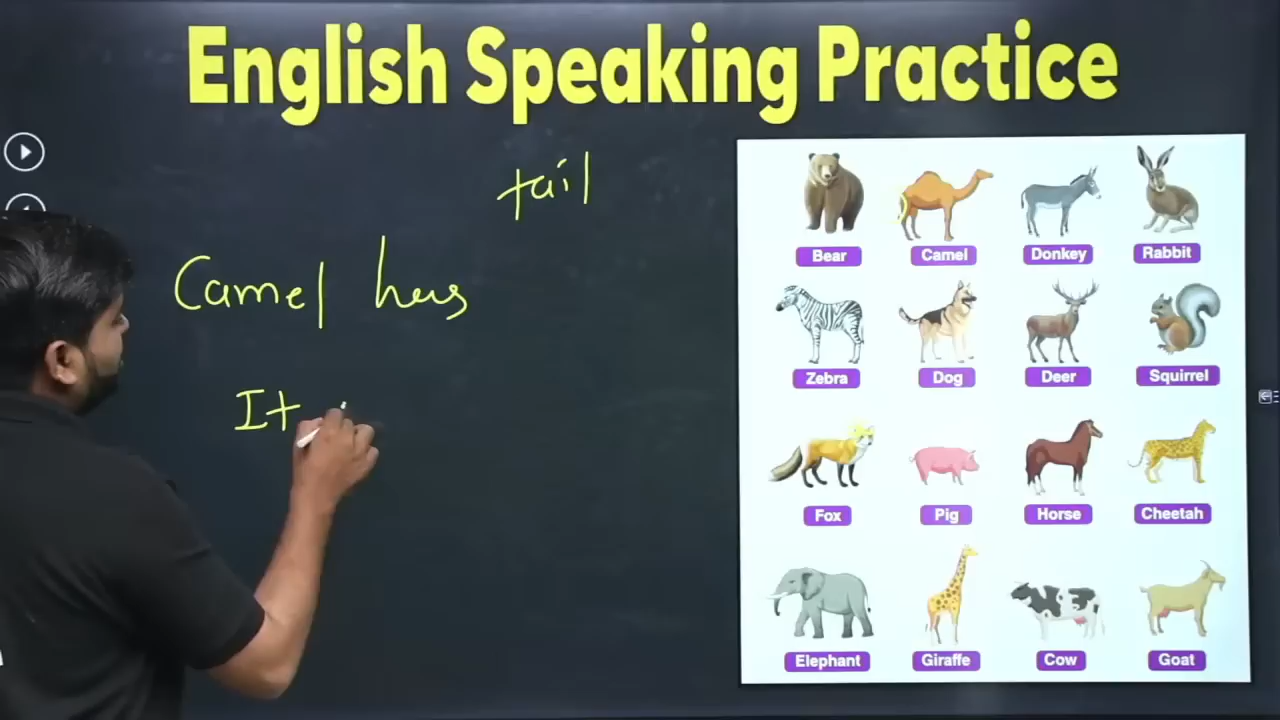 English Speaking Practice
tail
Camel has
It
Bear Camel Donkey Rabbit
Zebra Dog Deer Squirrel
Fox Pig Horse Cheetah
Elephant Giraffe Cow Goat